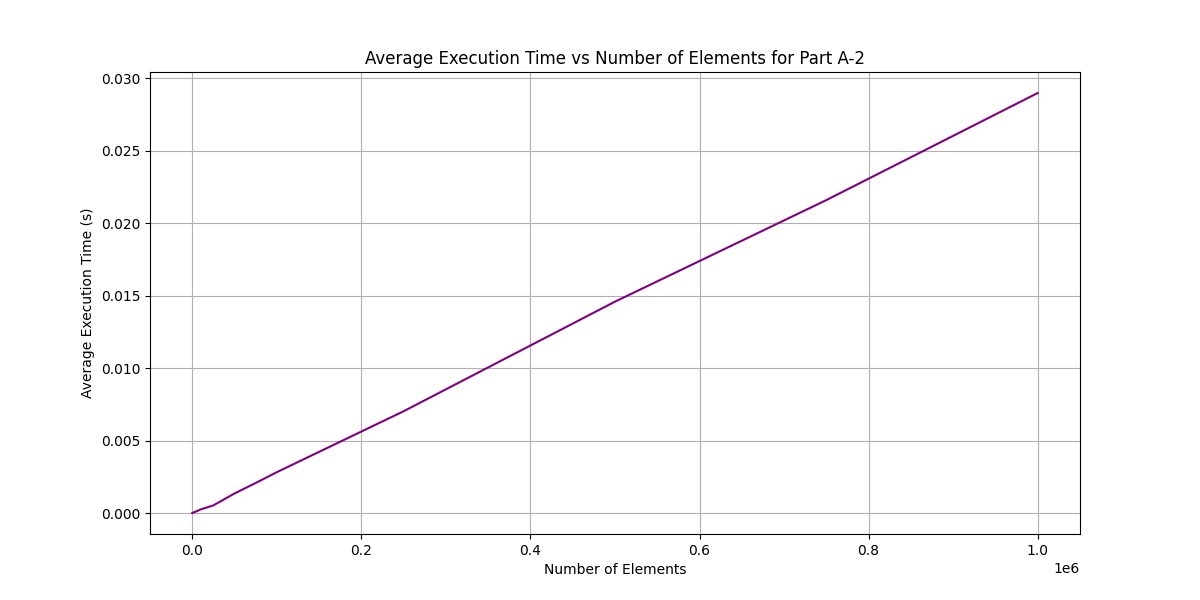 Average Execution Time vs Number of Elements for Part A-2
0.030
0.025
0.020
0.015
0.010
0.005
0.000
Average Execution Time (s)
0.0 0.2 0.4 0.6 0.8 1.0
1e6
Number of Elements